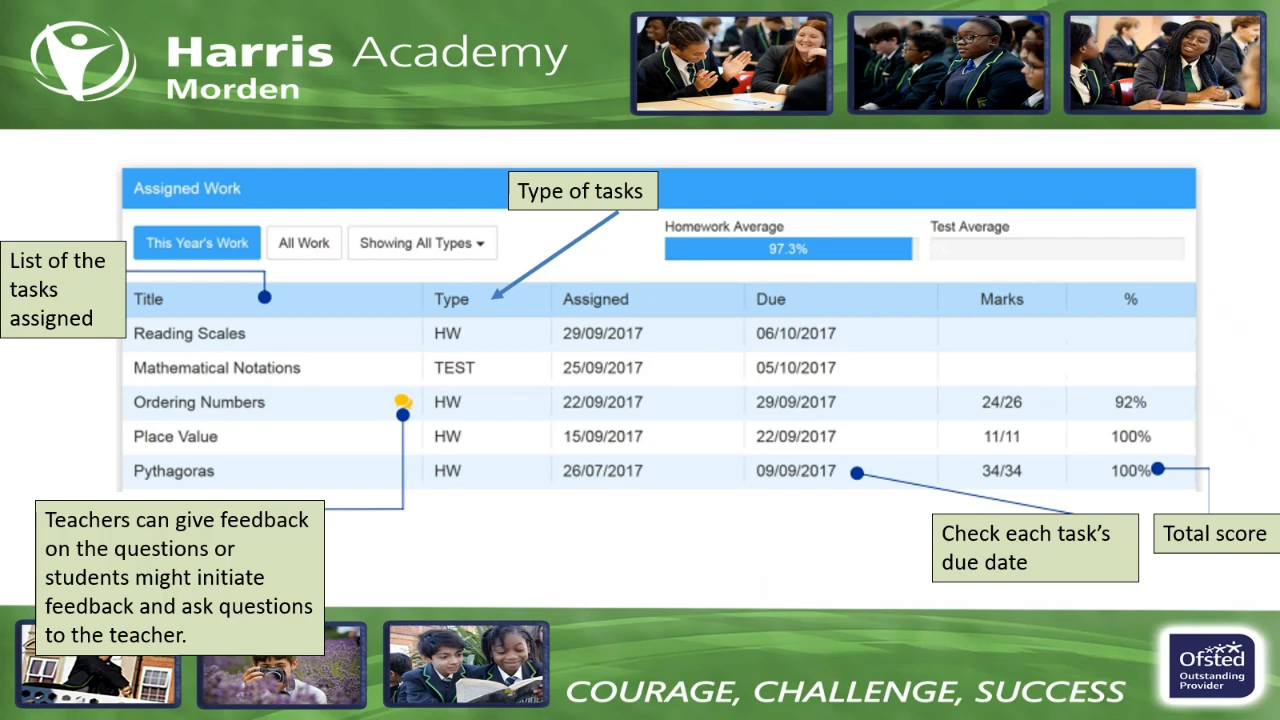 Harris Academy
Morden
Assigned Work
Type of tasks
This Year's Work All Work Showing All Types
Homework Average
97.3%
Test Average
List of the
tasks
assigned
Title Type Assigned Due Marks %
Reading Scales HW 29/09/2017 06/10/2017
Mathematical Notations TEST 25/09/2017 05/10/2017
Ordering Numbers HW 22/09/2017 29/09/2017 24/26 92%
Place Value HW 15/09/2017 22/09/2017 11/11 100%
Pythagoras HW 26/07/2017 09/09/2017 34/34 100%
Teachers can give feedback
on the questions or
students might initiate
feedback and ask questions
to the teacher.
Check each task's
due date
Total score
COURAGE, CHALLENGE, SUCCESS
Ofsted
Outstanding
Provider